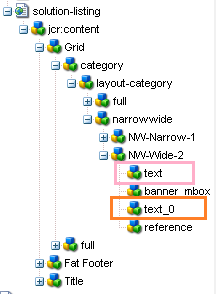 solution-listing
jcr:content
Grid
category
layout-category
full
narrowwide
NW-Narrow-1
NW-Wide-2
text
banner_mbox
text_0
reference
full
Fat Footer
Title